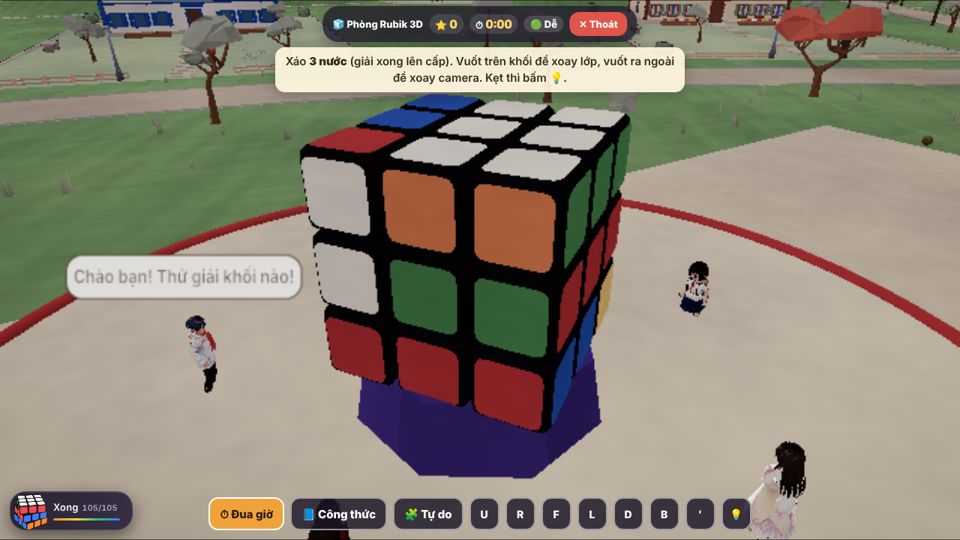 🧊 Phòng Rubik 3D ⭐ 0 ⏱ 0:00 🟢 Dễ ✕ Thoát
Xáo 3 nước (giải xong lên cấp). Vuốt trên khối để xoay lớp, vuốt ra ngoài
để xoay camera. Kẹt thì bấm 💡.
Chào bạn! Thử giải khối nào!
Xong 105/105
⏱ Đua giờ 📘 Công thức 🧩 Tự do U R F L D B ’ 💡